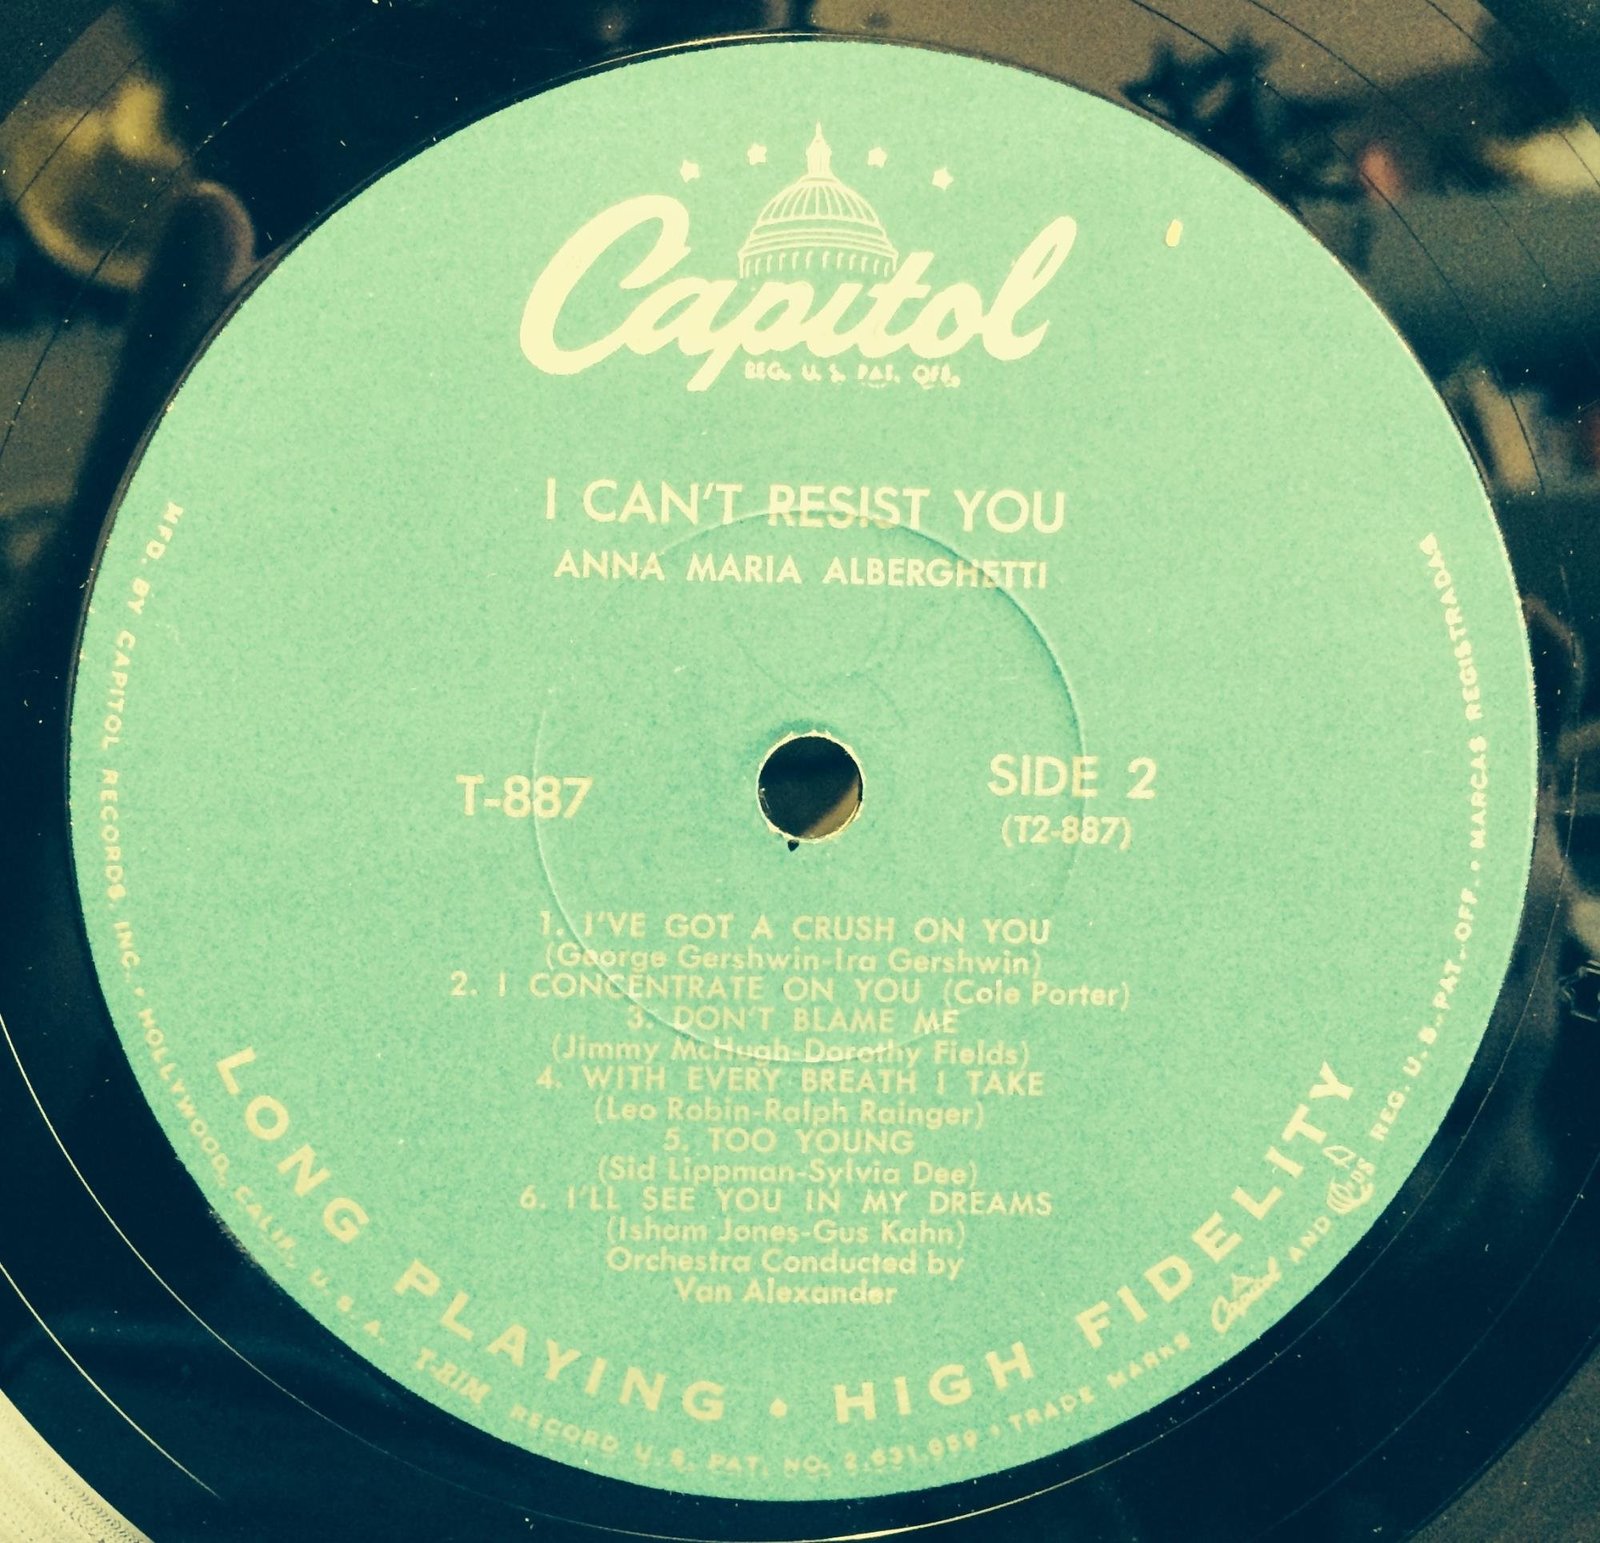 Capitol
REG. U. S. PAT. OFF.
I CAN'T RESIST YOU
ANNA MARIA ALBERGHETTI
T-887
SIDE 2
(T2-887)
1. I'VE GOT A CRUSH ON YOU
(George Gershwin-Ira Gershwin)
2. I CONCENTRATE ON YOU (Cole Porter)
3. DON'T BLAME ME
(Jimmy McHugh-Dorothy Fields)
4. WITH EVERY BREATH I TAKE
(Leo Robin-Ralph Rainger)
5. TOO YOUNG
(Sid Lippman-Sylvia Dee)
6. I'LL SEE YOU IN MY DREAMS
(Isham Jones-Gus Kahn)
Orchestra Conducted by
Van Alexander
LONG PLAYING • HIGH FIDELITY
MFD. BY CAPITOL RECORDS, INC. • HOLLYWOOD, CALIF., U. S. A. T-RIM RECORD U. S. PAT. NO. 2,631,859 • TRADE MARKS Capitol AND REG. U. S. PAT. OFF. • MARCAS REGISTRADAS